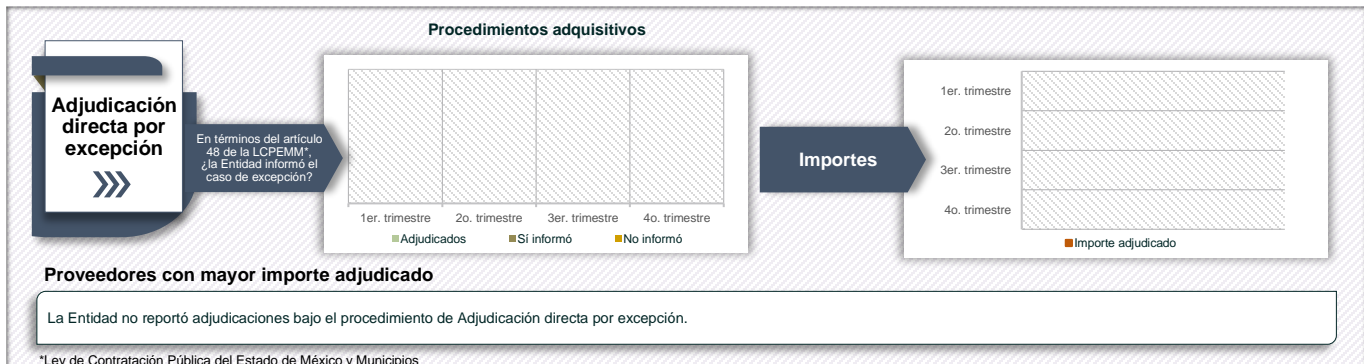 Procedimientos adquisitivos
Adjudicación
directa por
excepción
En términos del artículo
48 de la LCPEMM*,
¿la Entidad informó el
caso de excepción?
1er. trimestre 2o. trimestre 3er. trimestre 4o. trimestre
Adjudicados Sí informó No informó
Importes
1er. trimestre
2o. trimestre
3er. trimestre
4o. trimestre
Importe adjudicado
Proveedores con mayor importe adjudicado
La Entidad no reportó adjudicaciones bajo el procedimiento de Adjudicación directa por excepción.
*Ley de Contratación Pública del Estado de México y Municipios